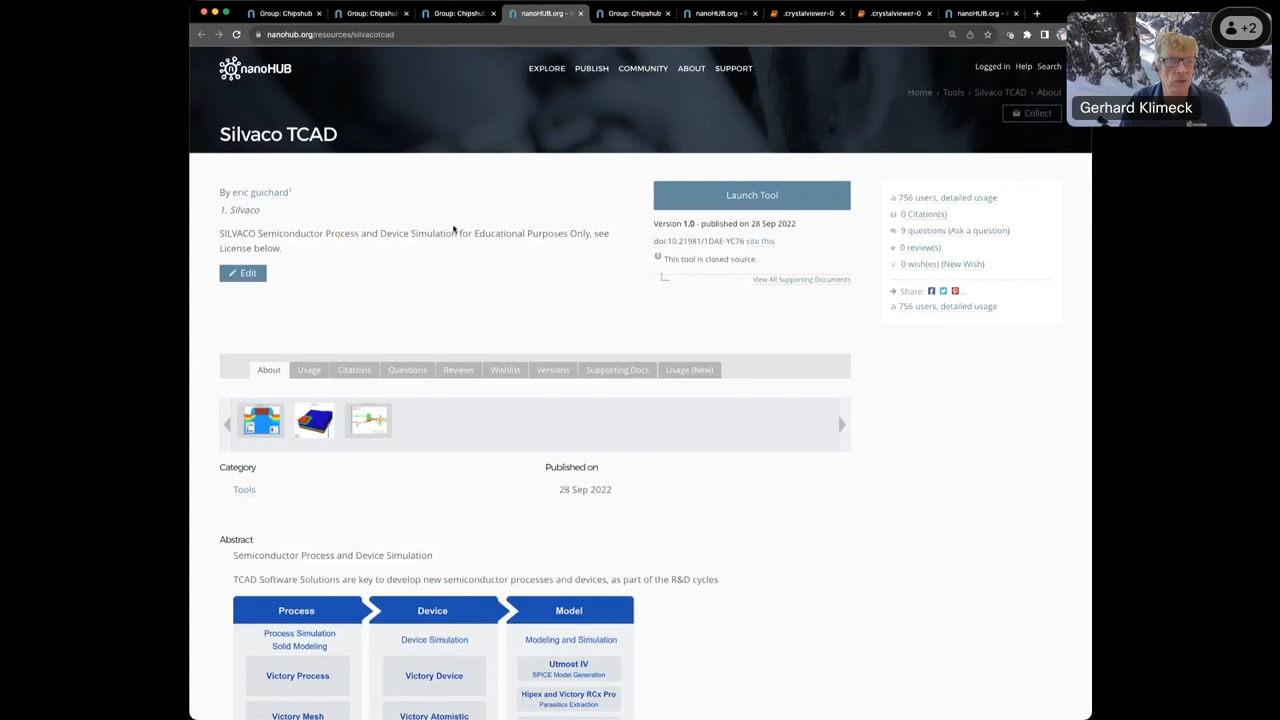 Group: Chipshub
Group: Chipshub
Group: Chipshub
nanoHUB.org -
Group: Chipshub
nanoHUB.org -
.crystalviewer-0
.crystalviewer-0
nanoHUB.org -
nanohub.org/resources/silvacotcad
+2
Gerhard Klimeck
nanoHUB
EXPLORE PUBLISH COMMUNITY ABOUT SUPPORT
Logged in Help Search
Home › Tools › Silvaco TCAD › About
Collect
Silvaco TCAD
By eric guichard1
1. Silvaco
SILVACO Semiconductor Process and Device Simulation for Educational Purposes Only, see
License below.
Edit
Launch Tool
Version 1.0 - published on 28 Sep 2022
doi:10.21981/1DAE-YC76 cite this
This tool is closed source.
View All Supporting Documents
756 users, detailed usage
0 Citation(s)
9 questions (Ask a question)
0 review(s)
0 wish(es) (New Wish)
Share:
756 users, detailed usage
About Usage Citations Questions Reviews Wishlist Versions Supporting Docs Usage (New)
Category
Published on
Tools
28 Sep 2022
Abstract
Semiconductor Process and Device Simulation
TCAD Software Solutions are key to develop new semiconductor processes and devices, as part of the R&D cycles
Process
Device
Model
Process Simulation
Solid Modeling
Device Simulation
Modeling and Simulation
Victory Process
Victory Device
Utmost IV
SPICE Model Generation
Hipex and Victory RCx Pro
Parasitics Extraction
Victory Mesh
Victory Atomistic